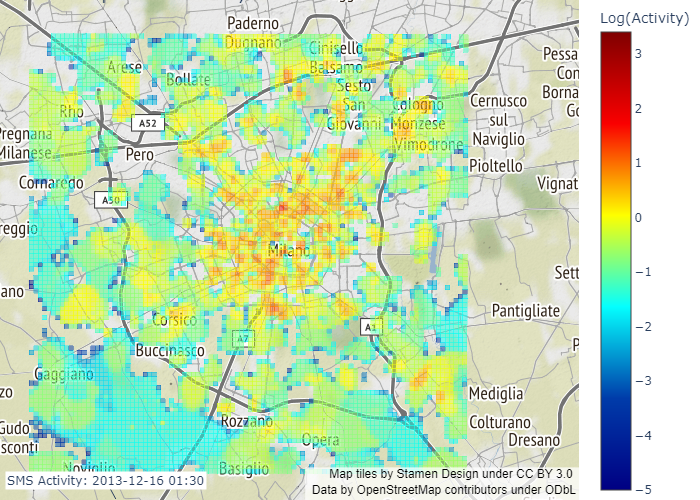 Paderno
Dugnano
Cinisello
Balsamo
Arese
Bollate
Sesto
San
Giovanni
Cologno
Monzese
Vimodrone
Cernusco
sul
Naviglio
Pioltello
Rho
A52
Pero
Pregnana
Milanese
Cornaredo
A50
Vignat
Pessa
Con
Borna
Go
reggio
Milano
Sett
ano
Corsico
A7
A1
Pantigliate
P
Buccinasco
Gaggiano
zo
Mediglia
Colturano
Dresano
Rozzano
Opera
Gudo
sconti
Noviglio
Basiglio
SMS Activity: 2013-12-16 01:30
Map tiles by Stamen Design under CC BY 3.0
Data by OpenStreetMap contributors under ODbL
Log(Activity)
3
2
1
0
−1
−2
−3
−4
−5